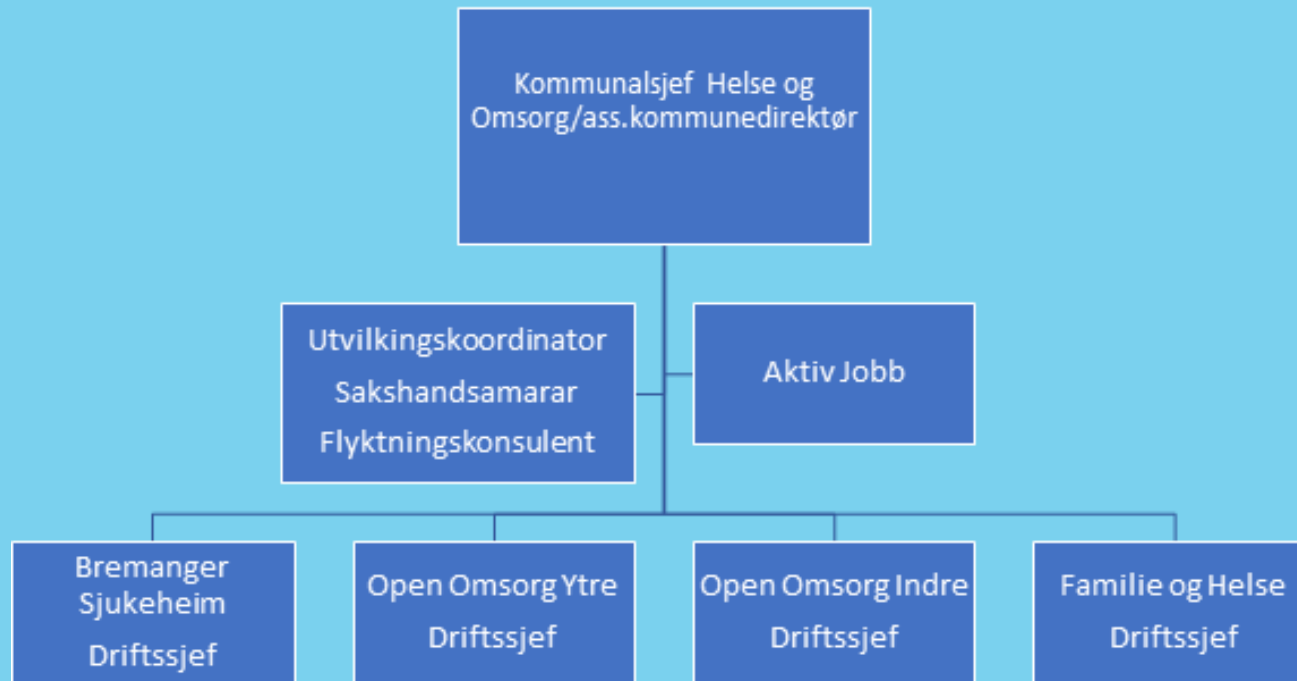 Kommunalsjef Helse og
Omsorg/ass.kommunedirektør
Utvilkingskoordinator
Sakshandsamarar
Flyktningskonsulent
Aktiv Jobb
Bremanger
Sjukeheim
Driftssjef
Open Omsorg Ytre
Driftssjef
Open Omsorg Indre
Driftssjef
Familie og Helse
Driftssjef